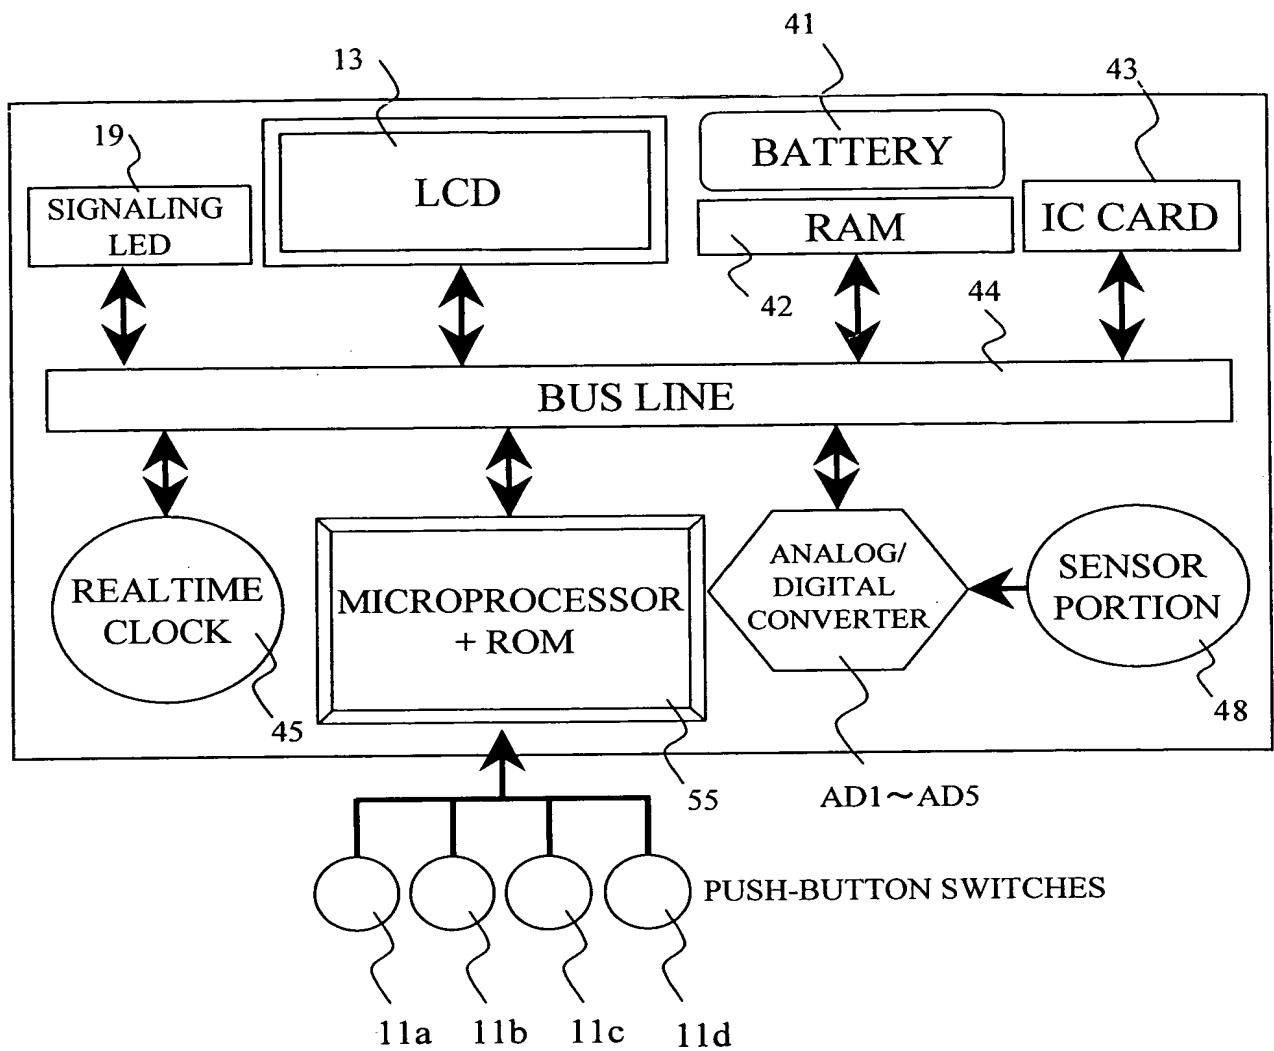 41
13
43
19
BATTERY
SIGNALING
LED
LCD
RAM
IC CARD
42
44
BUS LINE
REALTIME
CLOCK
MICROPROCESSOR
+ ROM
ANALOG/
DIGITAL
CONVERTER
SENSOR
PORTION
45
48
55
AD1～AD5
PUSH-BUTTON SWITCHES
11a
11b
11c
11d